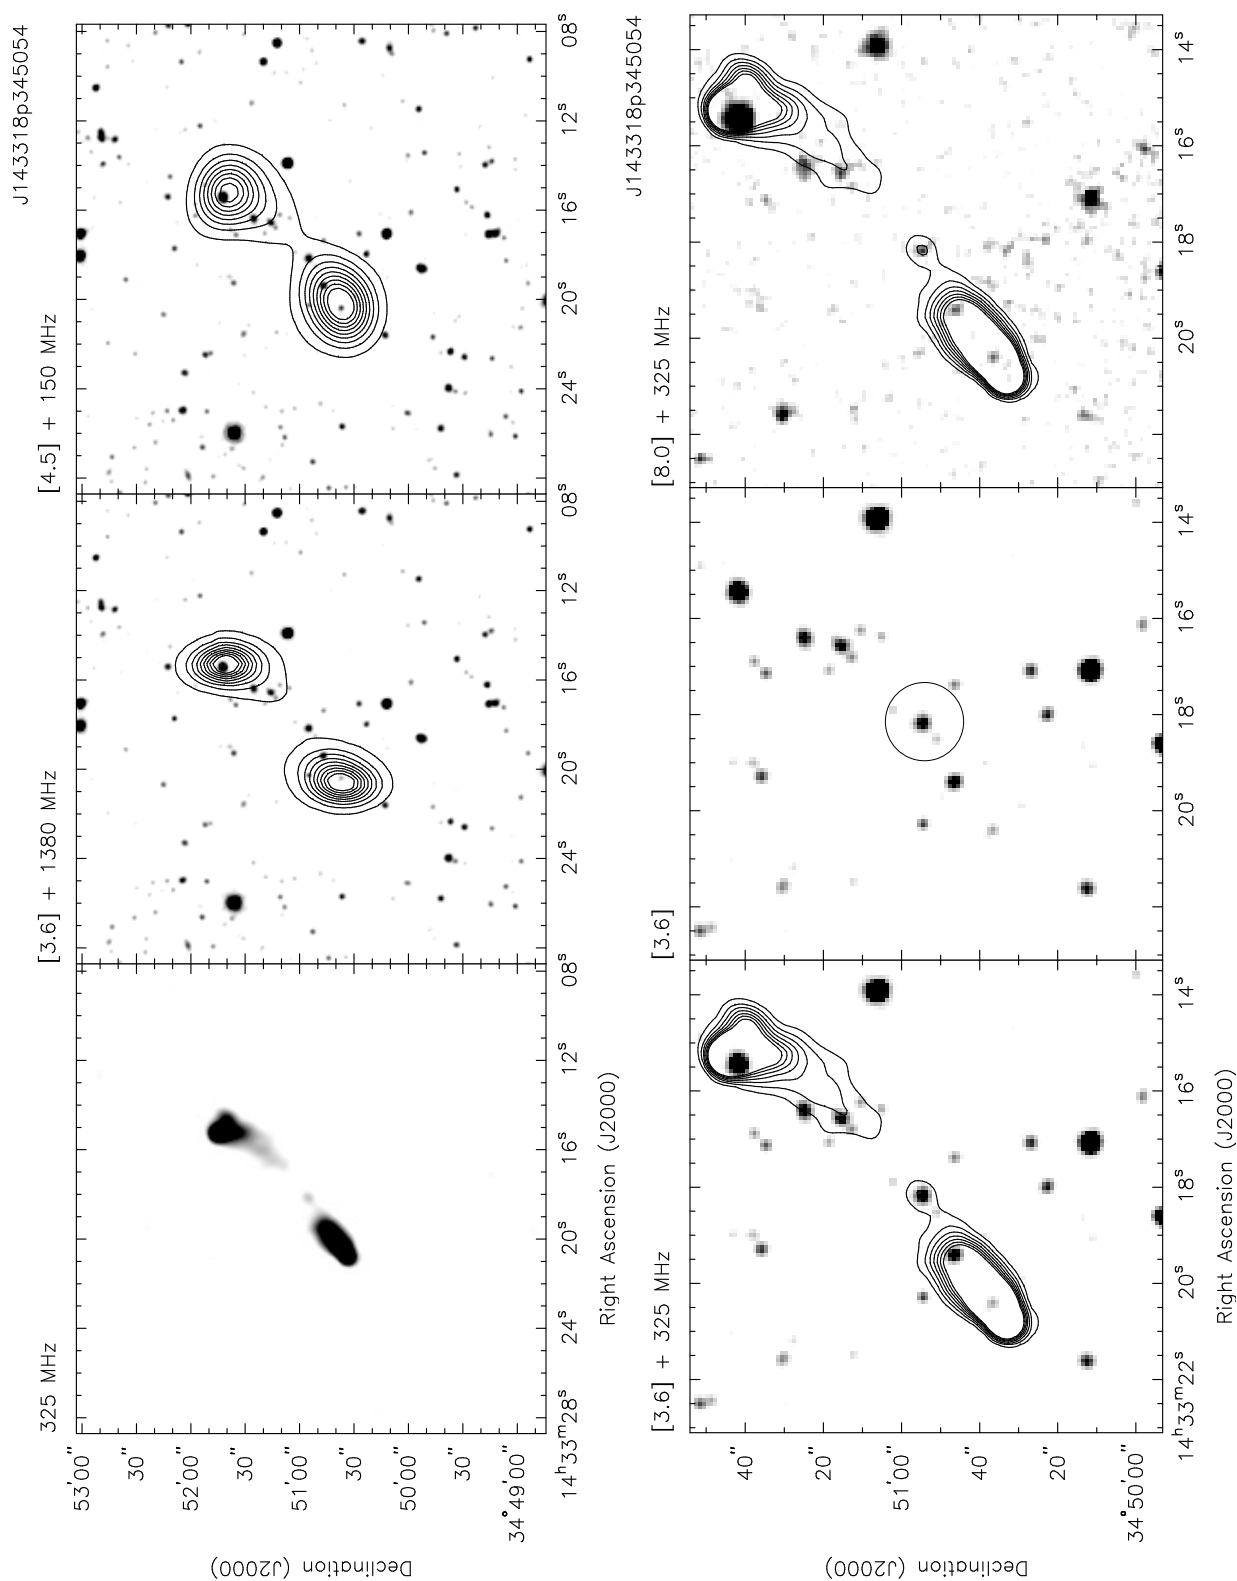 J143318p345054
325 MHz
[3.6] + 1380 MHz
[4.5] + 150 MHz
Declination (J2000)
53'00"
30"
52'00"
30"
51'00"
30"
50'00"
30"
34°49'00"
14ʰ33ᵐ28ˢ 24ˢ 20ˢ 16ˢ 12ˢ 08ˢ 24ˢ 20ˢ 16ˢ 12ˢ 08ˢ 24ˢ 20ˢ 16ˢ 12ˢ 08ˢ
Right Ascension (J2000)
J143318p345054
[3.6] + 325 MHz
[3.6]
[8.0] + 325 MHz
Declination (J2000)
40"
20"
51'00"
40"
20"
34°50'00"
14ʰ33ᵐ22ˢ 20ˢ 18ˢ 16ˢ 14ˢ 20ˢ 18ˢ 16ˢ 14ˢ 20ˢ 18ˢ 16ˢ 14ˢ
Right Ascension (J2000)